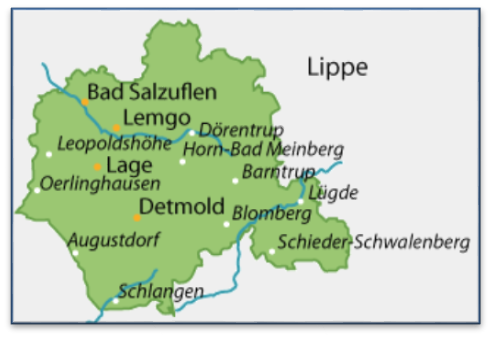 Lippe
Bad Salzuflen
Lemgo
Dörentrup
Leopoldshöhe
Horn-Bad Meinberg
Lage
Barntrup
Oerlinghausen
Lügde
Detmold
Blomberg
Augustdorf
Schieder-Schwalenberg
Schlangen